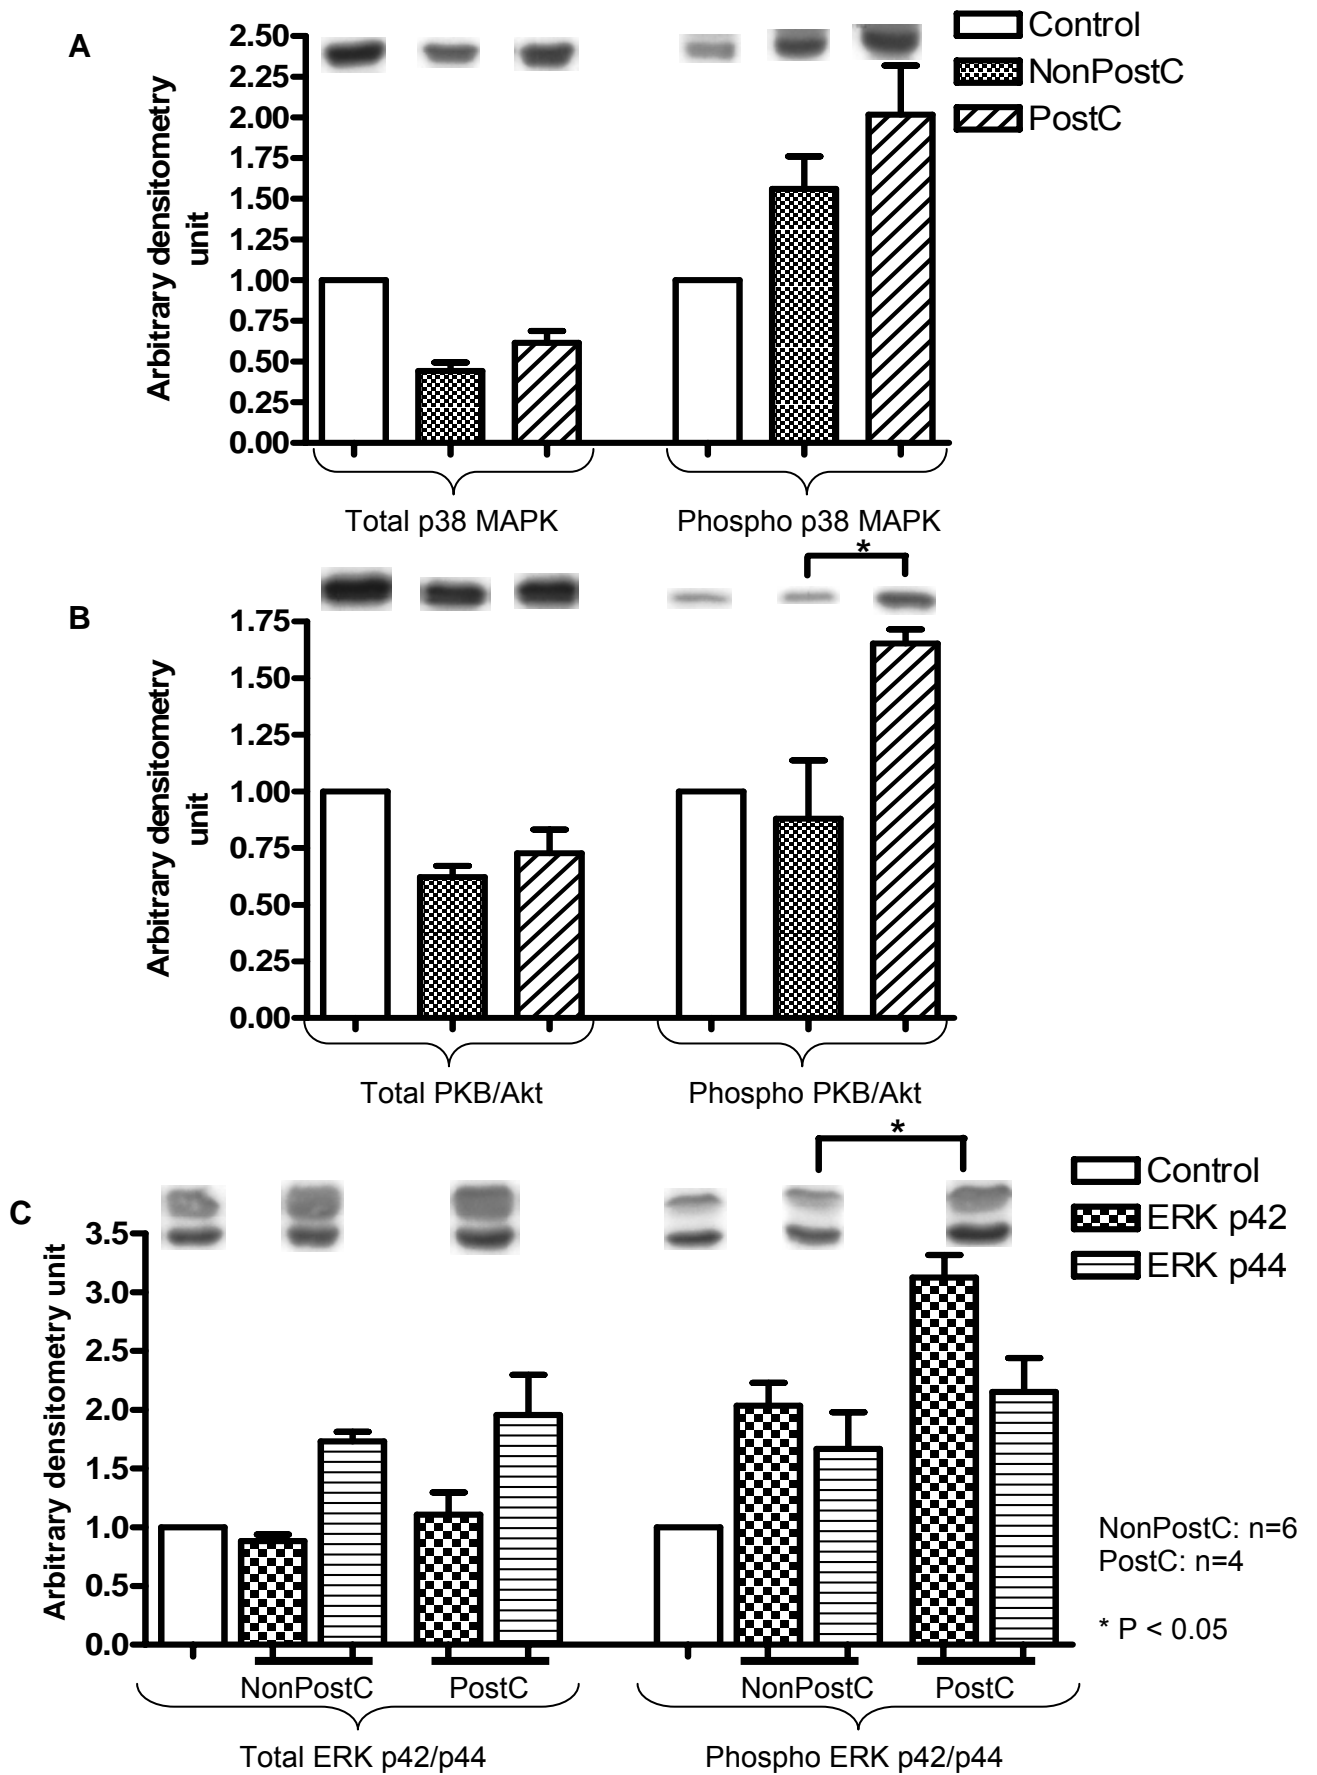 A
Control
NonPostC
PostC
Arbitrary densitometry
unit
2.50
2.25
2.00
1.75
1.50
1.25
1.00
0.75
0.50
0.25
0.00
Total p38 MAPK
Phospho p38 MAPK
*
B
Arbitrary densitometry
unit
1.75
1.50
1.25
1.00
0.75
0.50
0.25
0.00
Total PKB/Akt
Phospho PKB/Akt
*
C
Control
ERK p42
ERK p44
Arbitrary densitometry unit
3.5
3.0
2.5
2.0
1.5
1.0
0.5
0.0
NonPostC
PostC
NonPostC
PostC
Total ERK p42/p44
Phospho ERK p42/p44
NonPostC: n=6
PostC: n=4
* P < 0.05